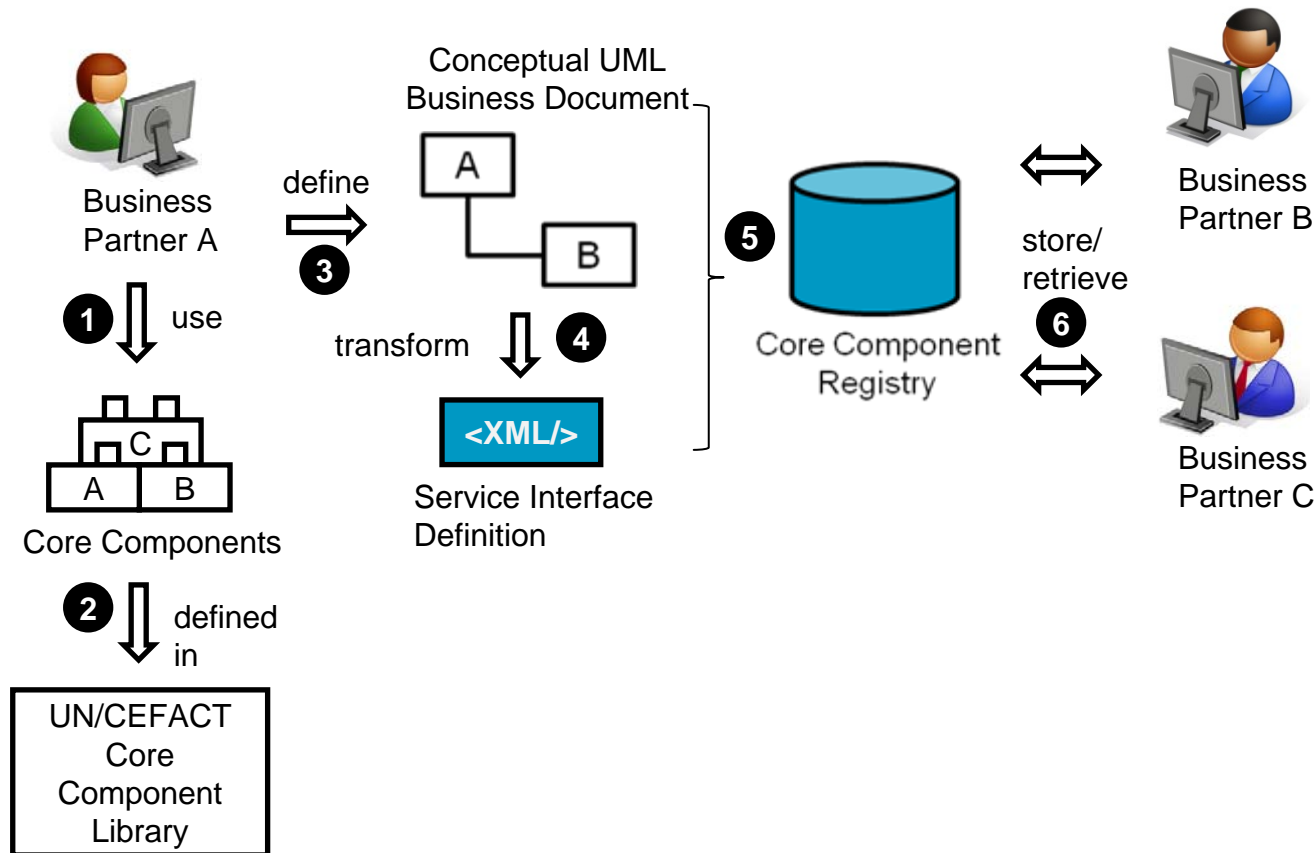 Business
Partner A
1
use
C
A
B
Core Components
2
defined
in
UN/CEFACT
Core
Component
Library
define
3
Conceptual UML
Business Document
A
B
transform
4
<XML/>
Service Interface
Definition
5
Core Component
Registry
store/
retrieve
6
Business
Partner B
Business
Partner C